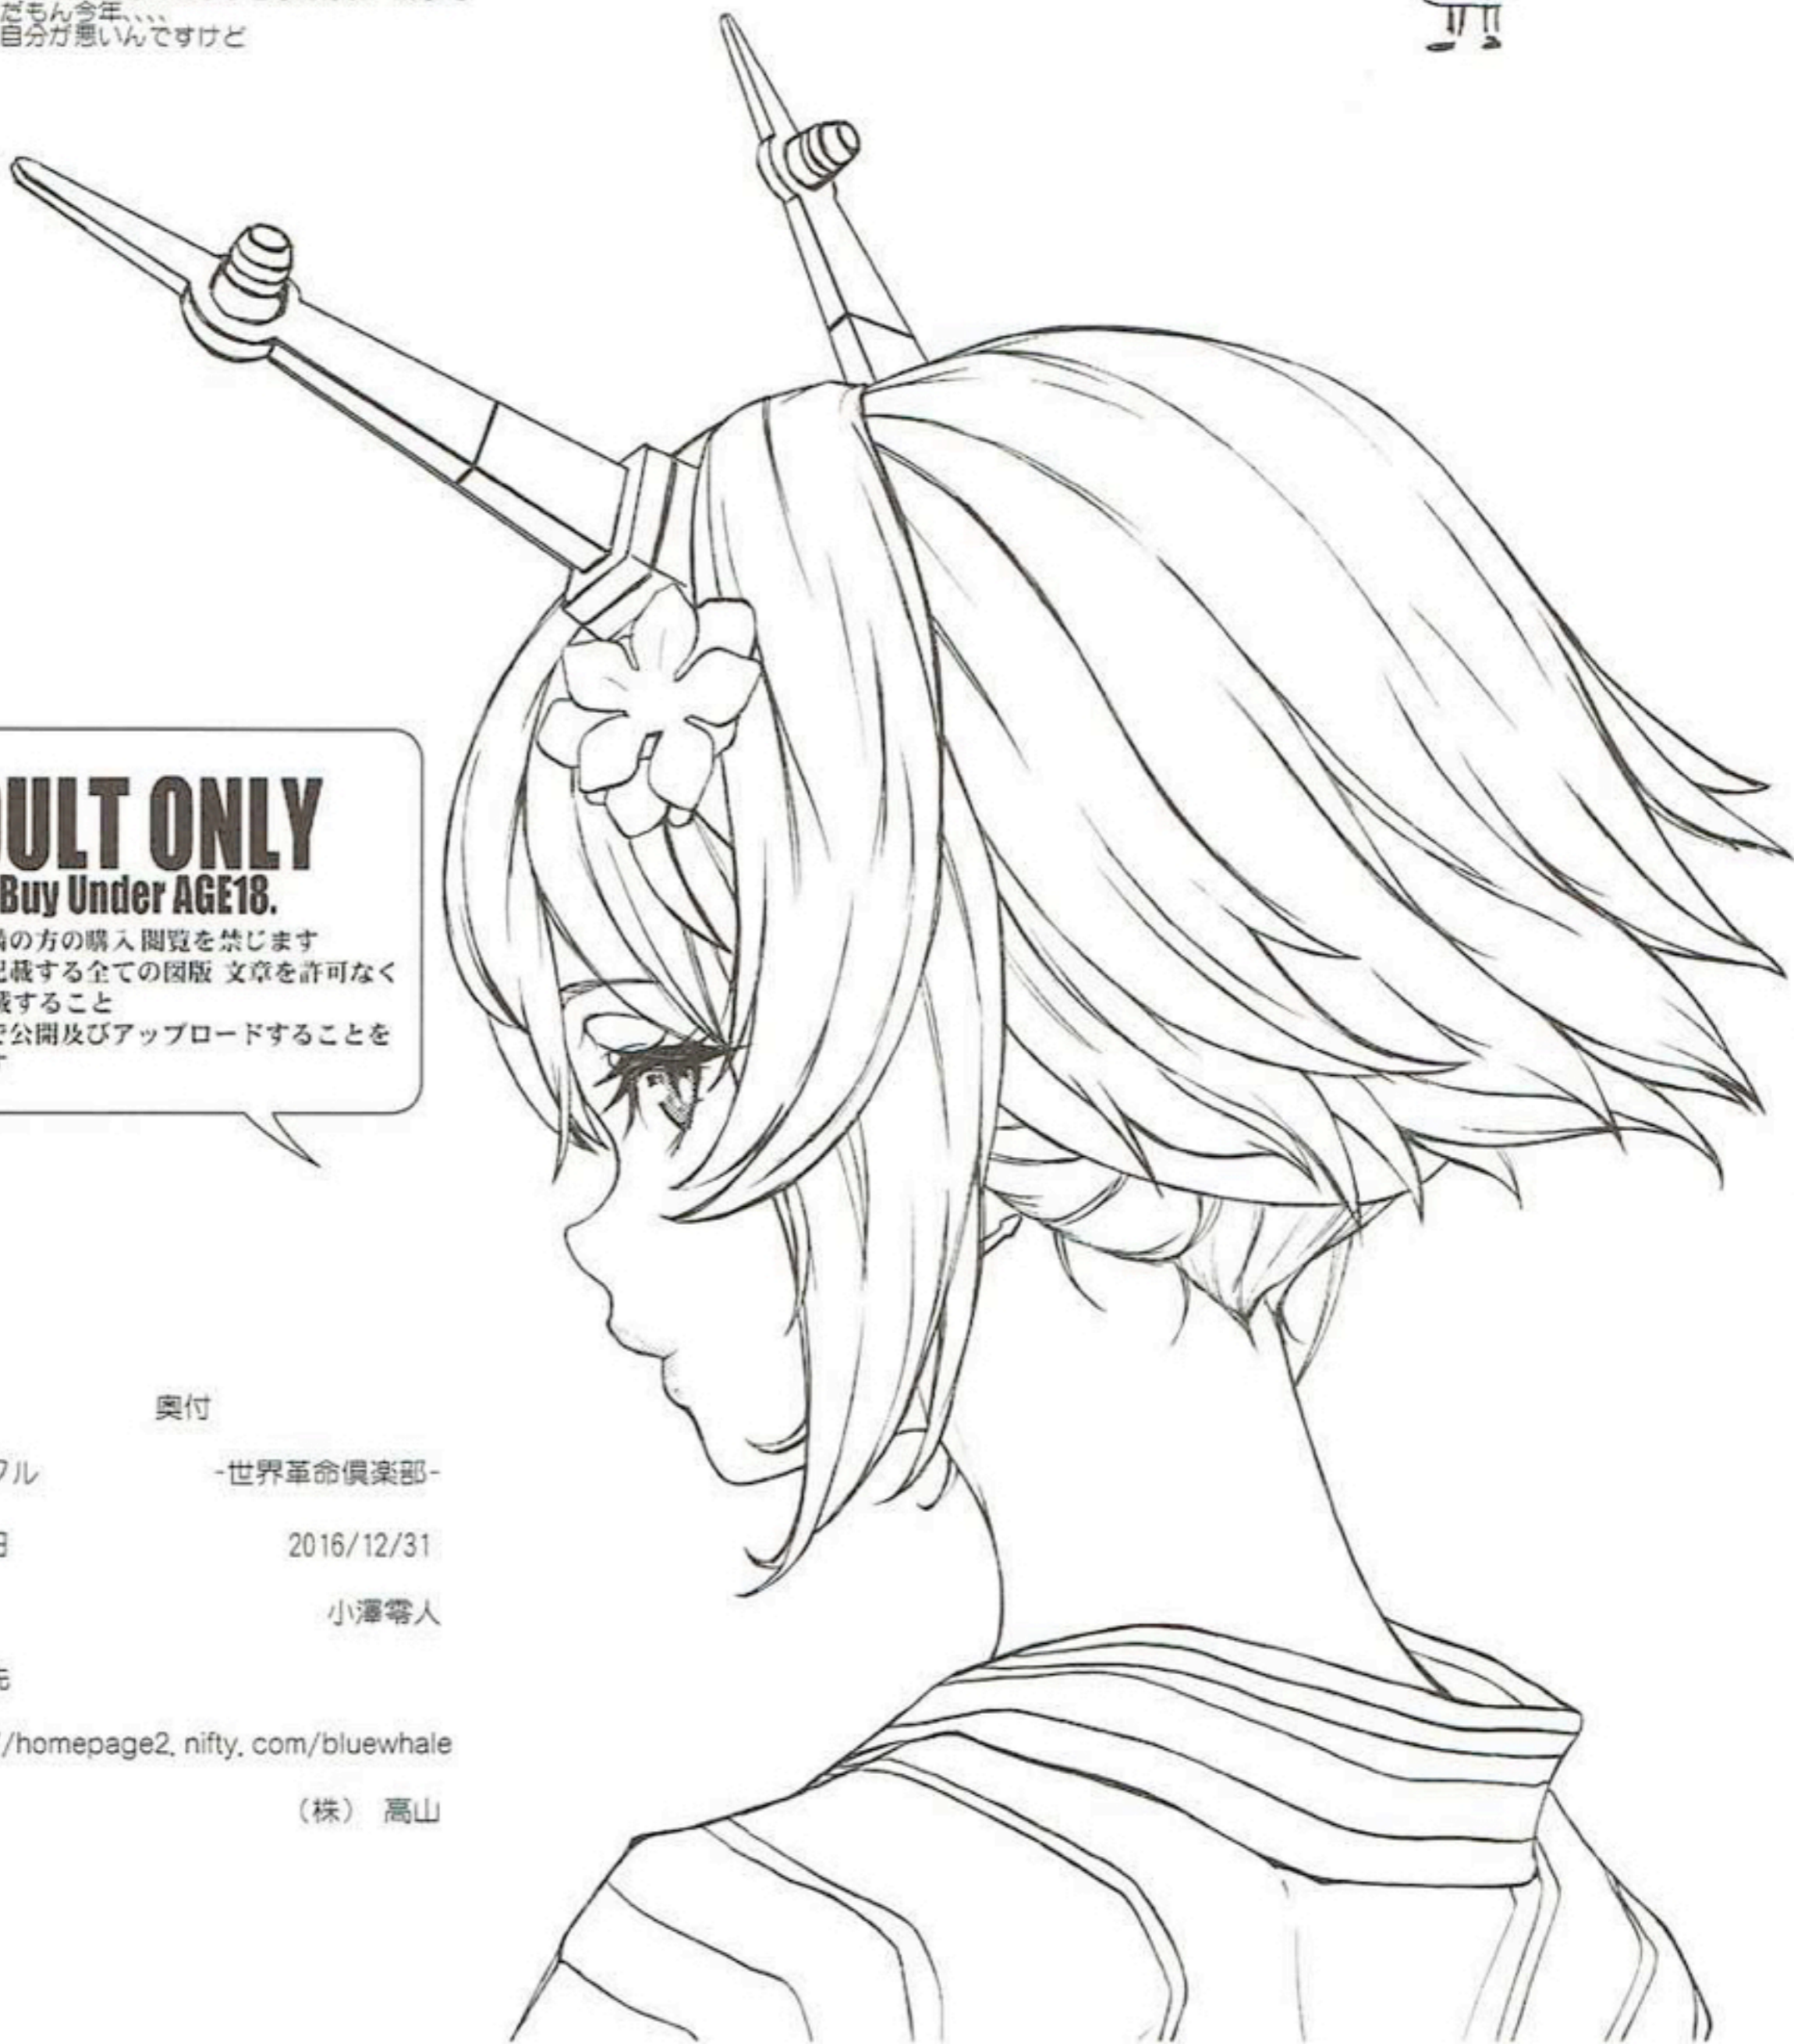 だもん今年、、、、
自分が悪いんですけど
ULT ONLY
Buy Under AGE18.
の方の購入閲覧を禁じます
記載する全ての図版 文章を許可なく
載すること
で公開及びアップロードすることを
奥付
フル
-世界革命倶楽部-
2016/12/31
小澤零人
/homepage2. nifty. com/bluewhale
（株） 高山